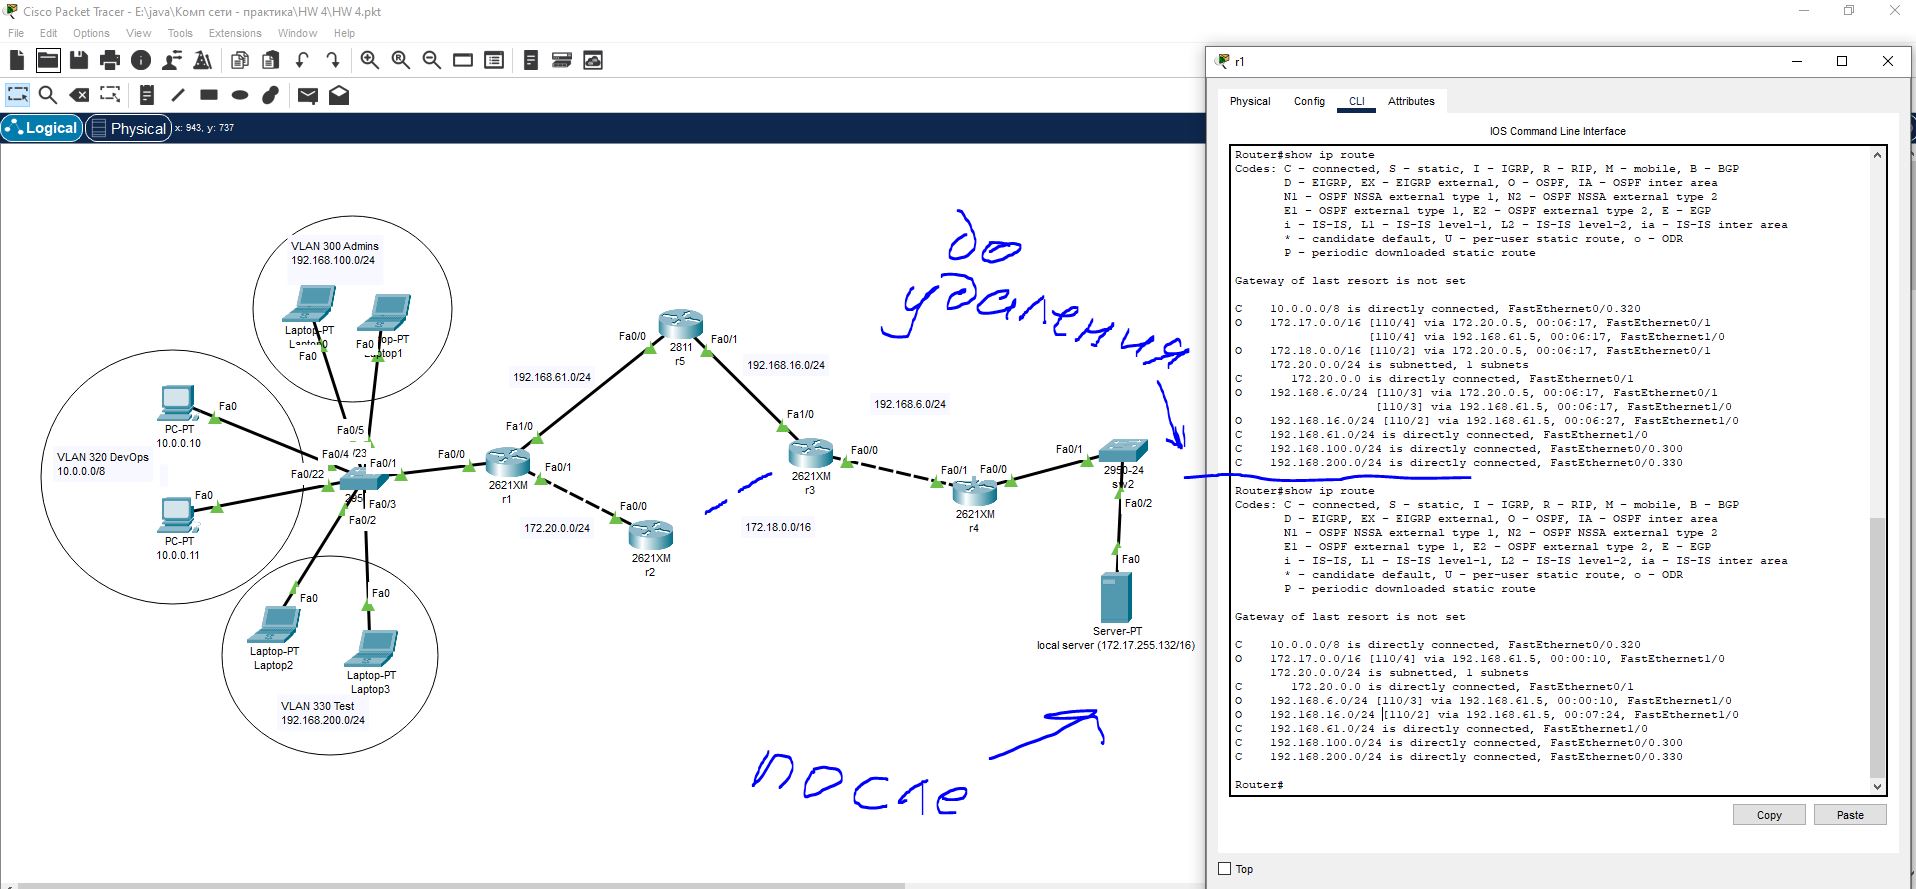 Cisco Packet Tracer - E:\java\Комп сети - практика\HW 4\HW 4.pkt
File Edit Options View Tools Extensions Window Help
Logical Physical x: 943, y: 737
VLAN 300 Admins
192.168.100.0/24
Laptop-PT
Laptop0
Fa0
Fa0
VLAN 320 DevOps
10.0.0.0/8
PC-PT
10.0.0.10
Fa0
PC-PT
10.0.0.11
Fa0
Fa0/5
Fa0/4
Fa0/22
Fa0/1
Fa0/3
Fa0/2
Fa0
Laptop-PT
Laptop2
Fa0
Laptop-PT
Laptop3
VLAN 330 Test
192.168.200.0/24
Fa0/0
Fa1/0
Fa0/1
2621XM
r1
192.168.61.0/24
Fa0/0
Fa0/1
2811
r5
192.168.16.0/24
172.20.0.0/24
Fa0/0
2621XM
r2
172.18.0.0/16
Fa1/0
Fa0/0
2621XM
r3
192.168.6.0/24
Fa0/1
Fa0/0
2621XM
r4
Fa0/1
2950-24
sw2
Fa0/2
Fa0
Server-PT
local server (172.17.255.132/16)
до
удаления
после
r1
Physical Config CLI Attributes
IOS Command Line Interface
Router#show ip route
Codes: C - connected, S - static, I - IGRP, R - RIP, M - mobile, B - BGP
D - EIGRP, EX - EIGRP external, O - OSPF, IA - OSPF inter area
N1 - OSPF NSSA external type 1, N2 - OSPF NSSA external type 2
E1 - OSPF external type 1, E2 - OSPF external type 2, E - EGP
i - IS-IS, L1 - IS-IS level-1, L2 - IS-IS level-2, ia - IS-IS inter area
* - candidate default, U - per-user static route, o - ODR
P - periodic downloaded static route
Gateway of last resort is not set
C 10.0.0.0/8 is directly connected, FastEthernet0/0.320
O 172.17.0.0/16 [110/4] via 172.20.0.5, 00:06:17, FastEthernet0/1
[110/4] via 192.168.61.5, 00:06:17, FastEthernet1/0
O 172.18.0.0/16 [110/2] via 172.20.0.5, 00:06:17, FastEthernet0/1
172.20.0.0/24 is subnetted, 1 subnets
C 172.20.0.0 is directly connected, FastEthernet0/1
O 192.168.6.0/24 [110/3] via 172.20.0.5, 00:06:17, FastEthernet0/1
[110/3] via 192.168.61.5, 00:06:17, FastEthernet1/0
O 192.168.16.0/24 [110/2] via 192.168.61.5, 00:06:27, FastEthernet1/0
C 192.168.61.0/24 is directly connected, FastEthernet1/0
C 192.168.100.0/24 is directly connected, FastEthernet0/0.300
C 192.168.200.0/24 is directly connected, FastEthernet0/0.330
Router#show ip route
Codes: C - connected, S - static, I - IGRP, R - RIP, M - mobile, B - BGP
D - EIGRP, EX - EIGRP external, O - OSPF, IA - OSPF inter area
N1 - OSPF NSSA external type 1, N2 - OSPF NSSA external type 2
E1 - OSPF external type 1, E2 - OSPF external type 2, E - EGP
i - IS-IS, L1 - IS-IS level-1, L2 - IS-IS level-2, ia - IS-IS inter area
* - candidate default, U - per-user static route, o - ODR
P - periodic downloaded static route
Gateway of last resort is not set
C 10.0.0.0/8 is directly connected, FastEthernet0/0.320
O 172.17.0.0/16 [110/4] via 192.168.61.5, 00:00:10, FastEthernet1/0
172.20.0.0/24 is subnetted, 1 subnets
C 172.20.0.0 is directly connected, FastEthernet0/1
O 192.168.6.0/24 [110/3] via 192.168.61.5, 00:00:10, FastEthernet1/0
O 192.168.16.0/24 [110/2] via 192.168.61.5, 00:07:24, FastEthernet1/0
C 192.168.61.0/24 is directly connected, FastEthernet1/0
C 192.168.100.0/24 is directly connected, FastEthernet0/0.300
C 192.168.200.0/24 is directly connected, FastEthernet0/0.330
Router#
Copy Paste
Top